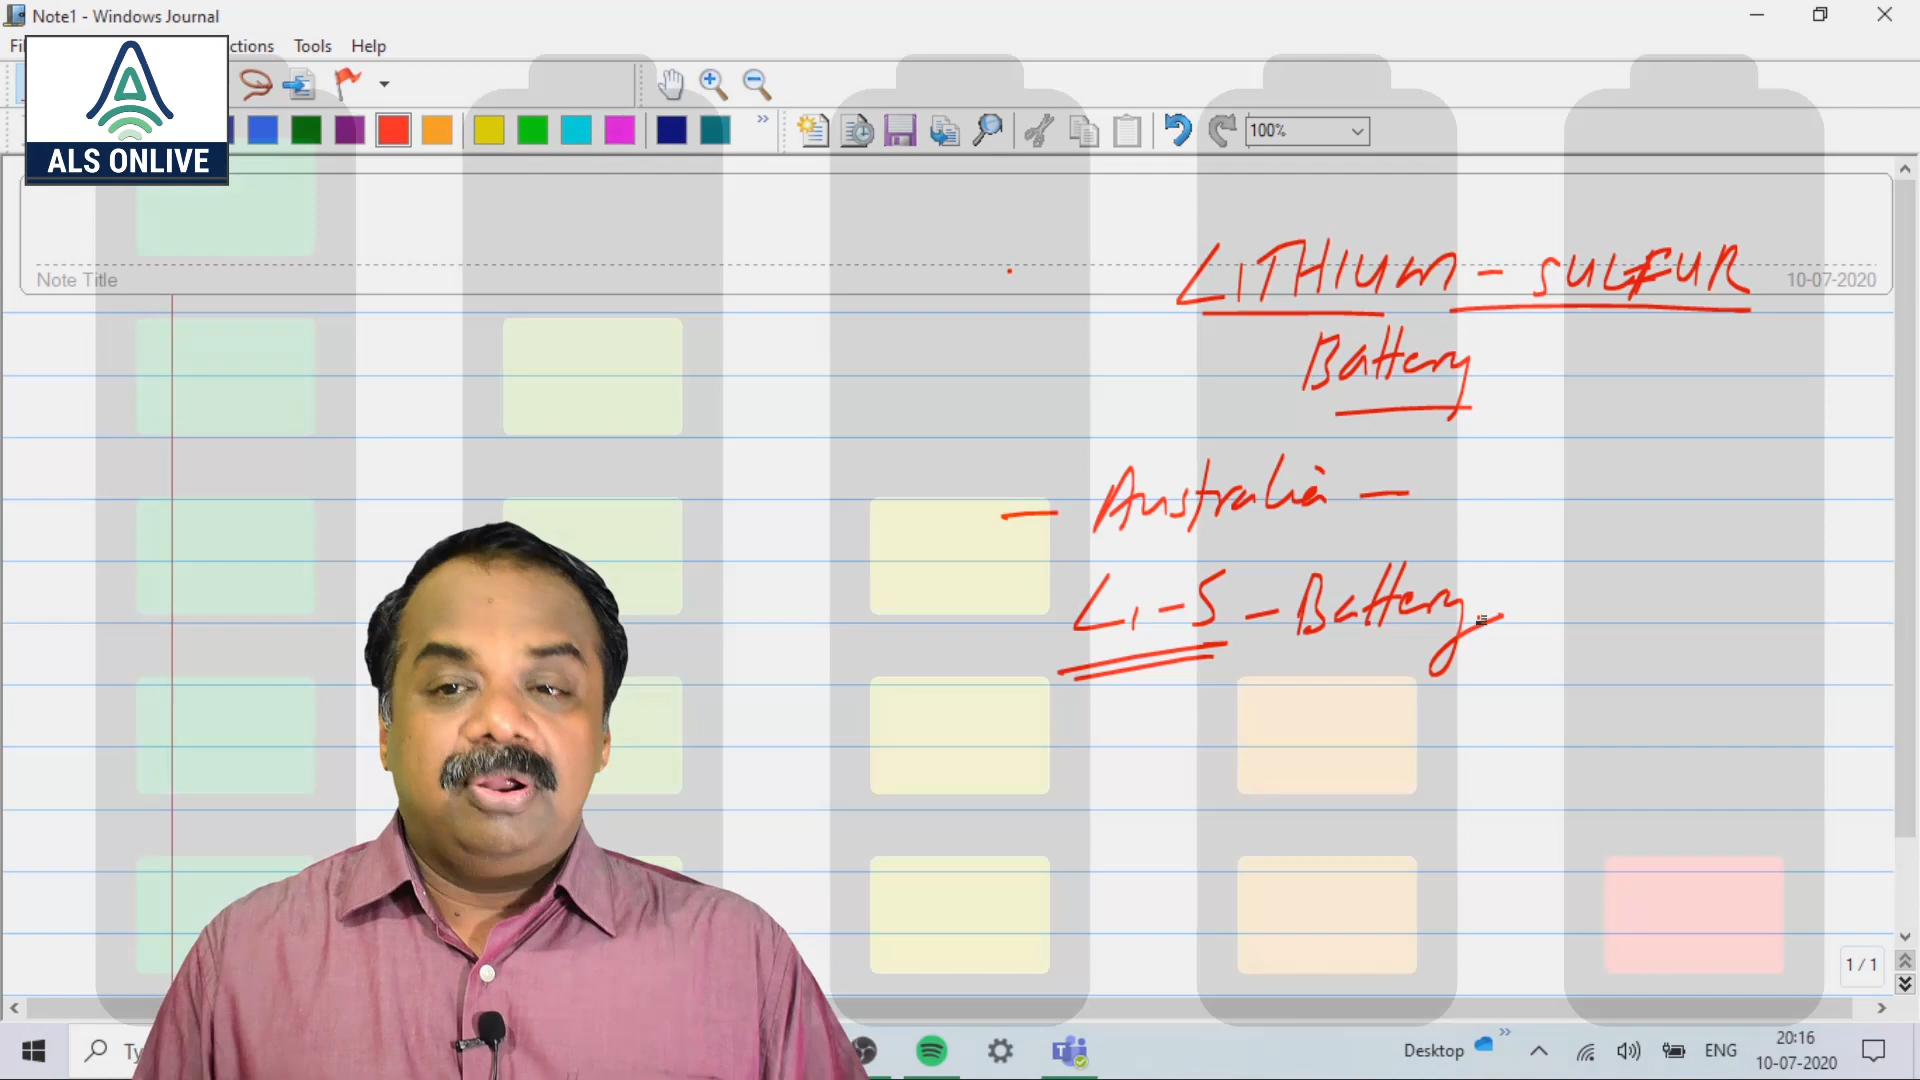 Note1 - Windows Journal
ctions Tools Help
ALS ONLIVE
100%
Note Title
10-07-2020
LITHIUM - SULFUR
Battery
- Australia -
Li-S - Battery
1 / 1
Desktop
ENG
20:16
10-07-2020